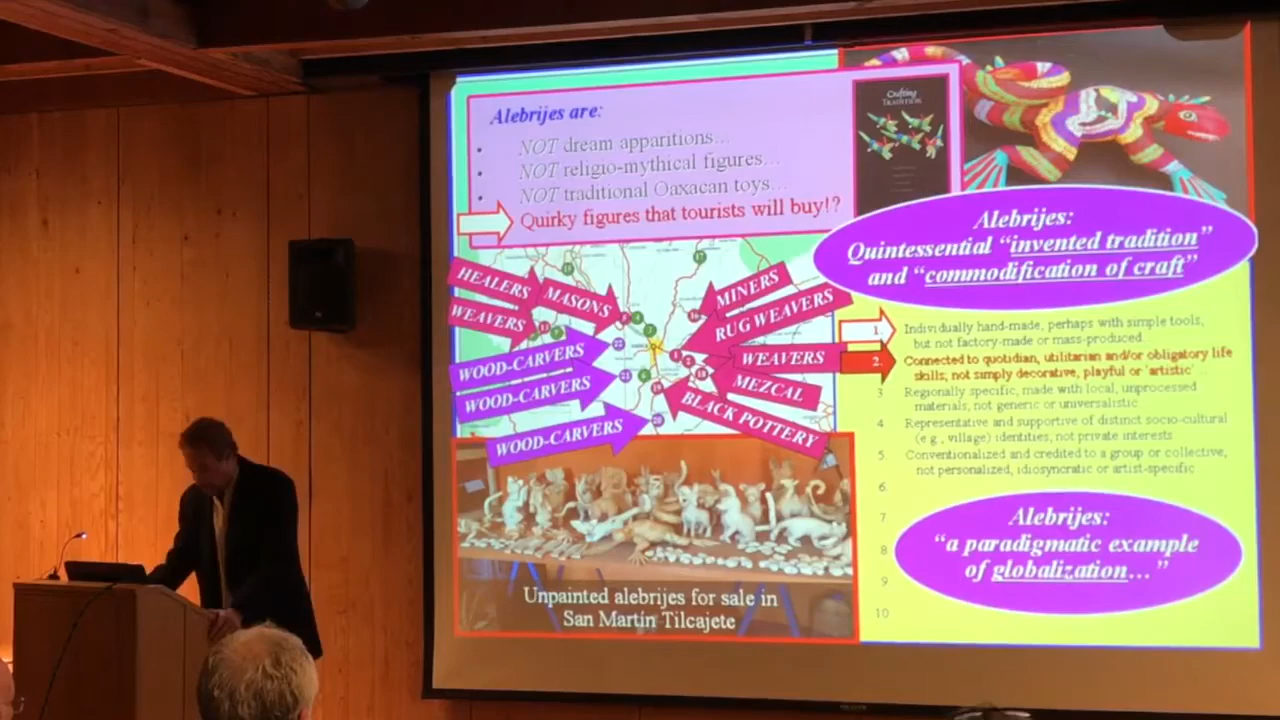 Alebrijes are:
• NOT dream apparitions...
• NOT religio-mythical figures...
• NOT traditional Oaxacan toys...
Quirky figures that tourists will buy!?
Crafting
TRADITION
Alebrijes:
Quintessential “invented tradition”
and “commodification of craft”
HEALERS
MASONS
WEAVERS
WOOD-CARVERS
WOOD-CARVERS
WOOD-CARVERS
MINERS
RUG WEAVERS
WEAVERS
MEZCAL
BLACK POTTERY
1. Individually hand-made, perhaps with simple tools,
but not factory-made or mass-produced.
2. Connected to quotidian, utilitarian and/or obligatory life
skills, not simply decorative, playful or ‘artistic’...
3 Regionally specific, made with local, unprocessed
materials, not generic or universalistic
4 Representative and supportive of distinct socio-cultural
(e.g., village) identities, not private interests
5. Conventionalized and credited to a group or collective,
not personalized, idiosyncratic or artist-specific
6.
7
8
9
10
Alebrijes:
“a paradigmatic example
of globalization...”
Unpainted alebrijes for sale in
San Martín Tilcajete